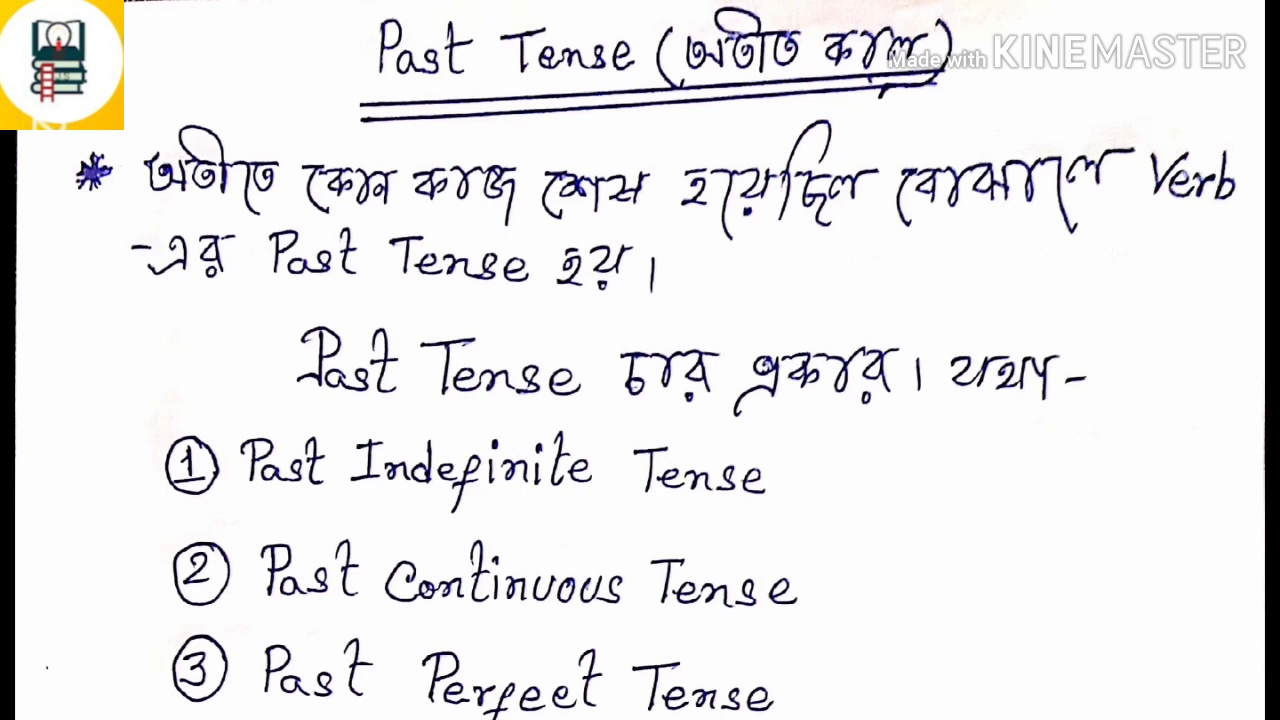 Past Tense (অতীত কাল)
Made with KINEMASTER
* অতীতে কোন কাজ শেষ হয়েছিল বোঝালে Verb
-এর Past Tense হয়।
Past Tense চার প্রকার। যথা -
① Past Indefinite Tense
② Past Continuous Tense
③ Past Perfect Tense